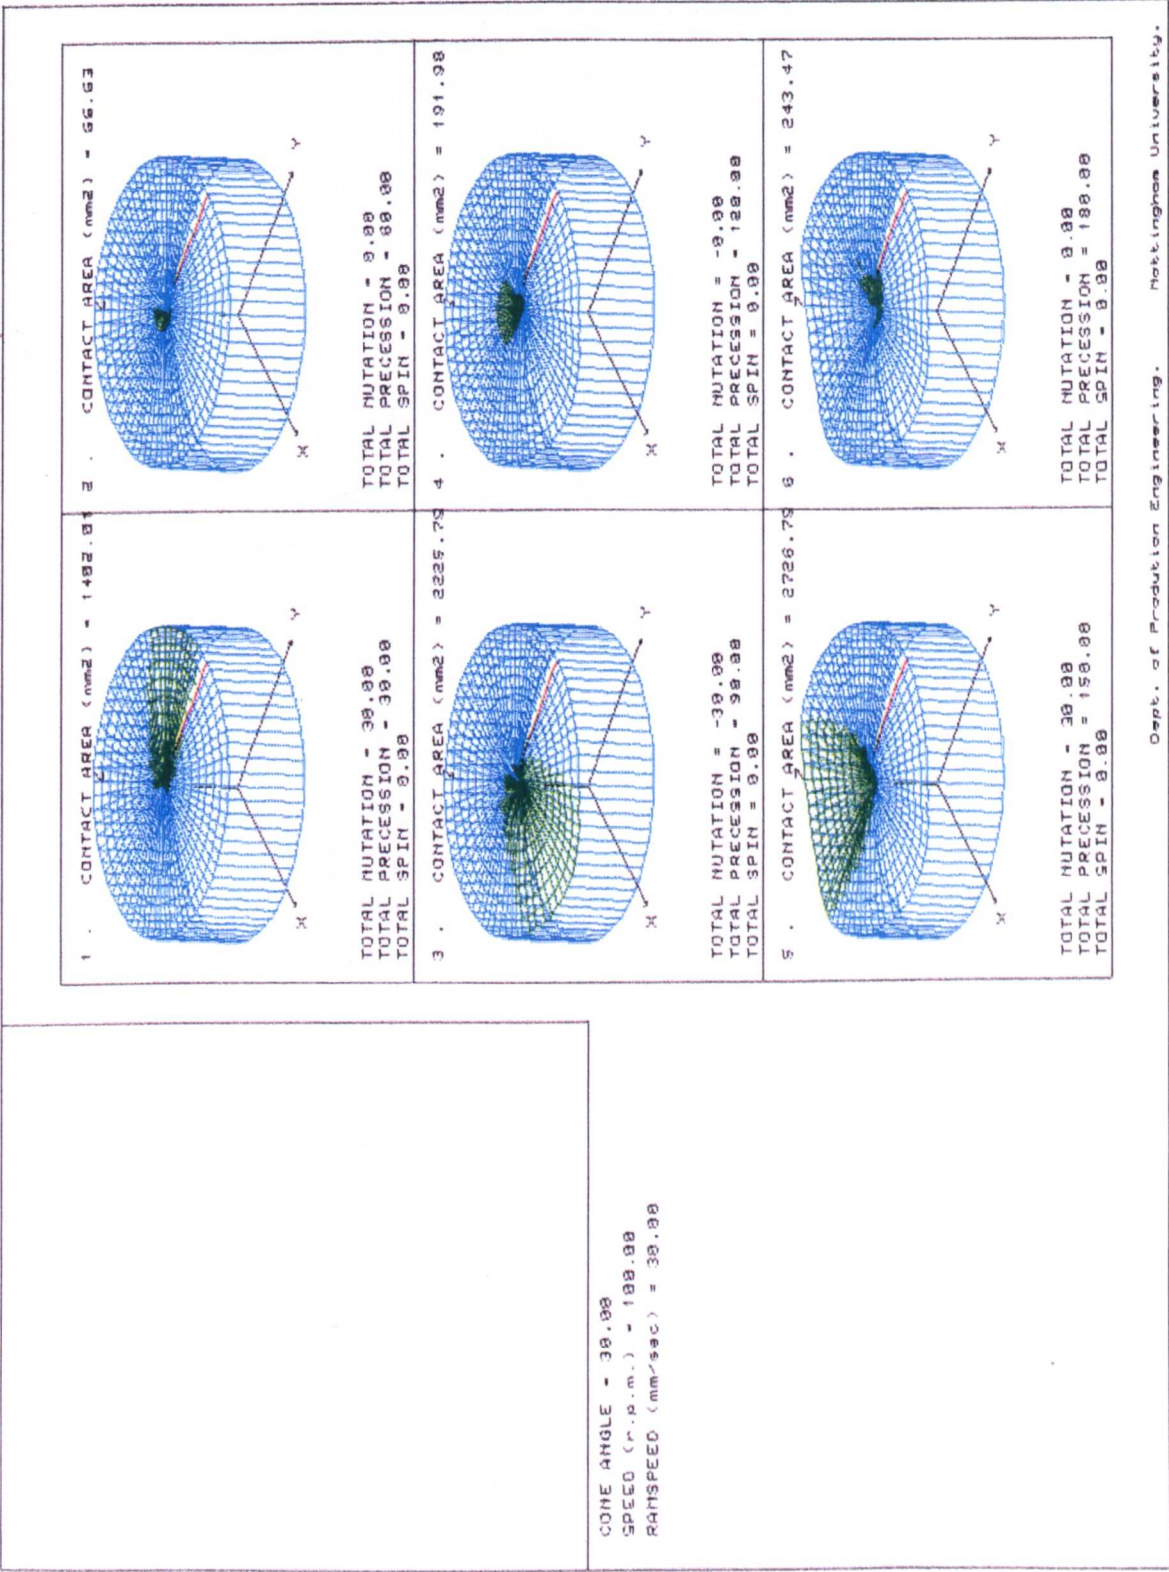 1 . CONTACT AREA (mm2) = 1402.01
Z
X
Y
TOTAL NUTATION = 30.00
TOTAL PRECESSION = 30.00
TOTAL SPIN = 0.00
2 . CONTACT AREA (mm2) = 66.63
Z
X
Y
TOTAL NUTATION = 0.00
TOTAL PRECESSION = 60.00
TOTAL SPIN = 0.00
3 . CONTACT AREA (mm2) = 2225.79
Z
X
Y
TOTAL NUTATION = -30.00
TOTAL PRECESSION = 90.00
TOTAL SPIN = 0.00
4 . CONTACT AREA (mm2) = 191.98
Z
X
Y
TOTAL NUTATION = -0.00
TOTAL PRECESSION = 120.00
TOTAL SPIN = 0.00
5 . CONTACT AREA (mm2) = 2726.79
Z
X
Y
TOTAL NUTATION = 30.00
TOTAL PRECESSION = 150.00
TOTAL SPIN = 0.00
6 . CONTACT AREA (mm2) = 243.47
Z
X
Y
TOTAL NUTATION = 0.00
TOTAL PRECESSION = 180.00
TOTAL SPIN = 0.00
CONE ANGLE = 30.00
SPEED (r.p.m.) = 100.00
RAMSPEED (mm/sec) = 30.00
Dept. of Prodution Engineering. Nottingham University.